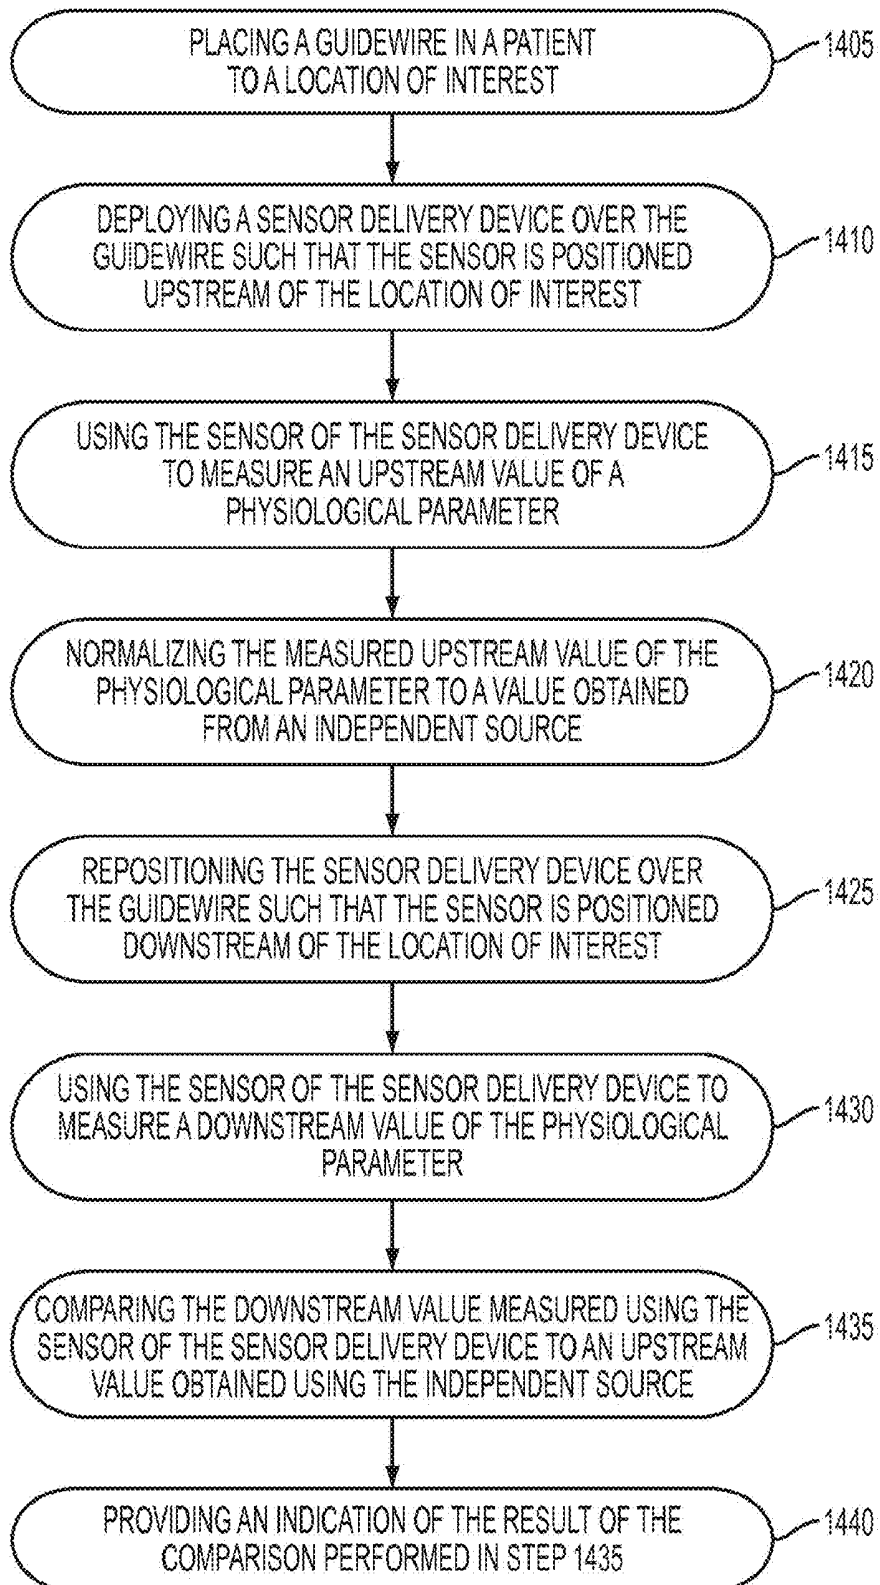 PLACING A GUIDEWIRE IN A PATIENT
TO A LOCATION OF INTEREST
1405
DEPLOYING A SENSOR DELIVERY DEVICE OVER THE
GUIDEWIRE SUCH THAT THE SENSOR IS POSITIONED
UPSTREAM OF THE LOCATION OF INTEREST
1410
USING THE SENSOR OF THE SENSOR DELIVERY DEVICE
TO MEASURE AN UPSTREAM VALUE OF A
PHYSIOLOGICAL PARAMETER
1415
NORMALIZING THE MEASURED UPSTREAM VALUE OF THE
PHYSIOLOGICAL PARAMETER TO A VALUE OBTAINED
FROM AN INDEPENDENT SOURCE
1420
REPOSITIONING THE SENSOR DELIVERY DEVICE OVER
THE GUIDEWIRE SUCH THAT THE SENSOR IS POSITIONED
DOWNSTREAM OF THE LOCATION OF INTEREST
1425
USING THE SENSOR OF THE SENSOR DELIVERY DEVICE TO
MEASURE A DOWNSTREAM VALUE OF THE PHYSIOLOGICAL
PARAMETER
1430
COMPARING THE DOWNSTREAM VALUE MEASURED USING THE
SENSOR OF THE SENSOR DELIVERY DEVICE TO AN UPSTREAM
VALUE OBTAINED USING THE INDEPENDENT SOURCE
1435
PROVIDING AN INDICATION OF THE RESULT OF THE
COMPARISON PERFORMED IN STEP 1435
1440